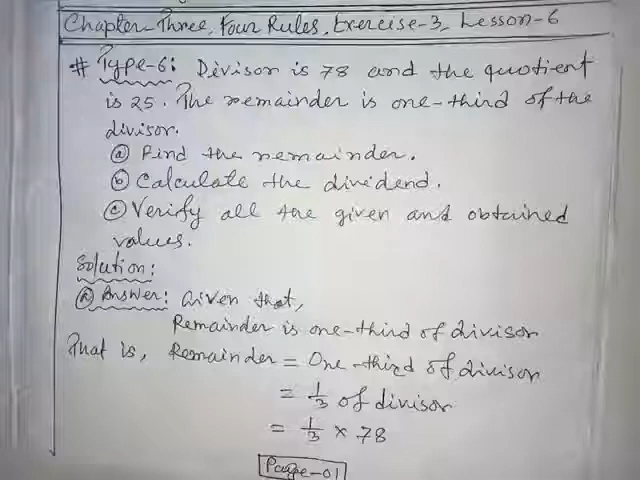 Chapter Three, Four Rules, Exercise-3, Lesson-6
# Type-6: Divisor is 78 and the quotient
is 25. The remainder is one-third of the
divisor.
ⓐ Find the remainder.
ⓑ Calculate the dividend.
ⓒ Verify all the given and obtained
values.
Solution:
ⓐ Answer: Given that,
Remainder is one-third of divisor
That is, Remainder = One-third of divisor
= 1/3 of divisor
= 1/3 × 78
Page-01